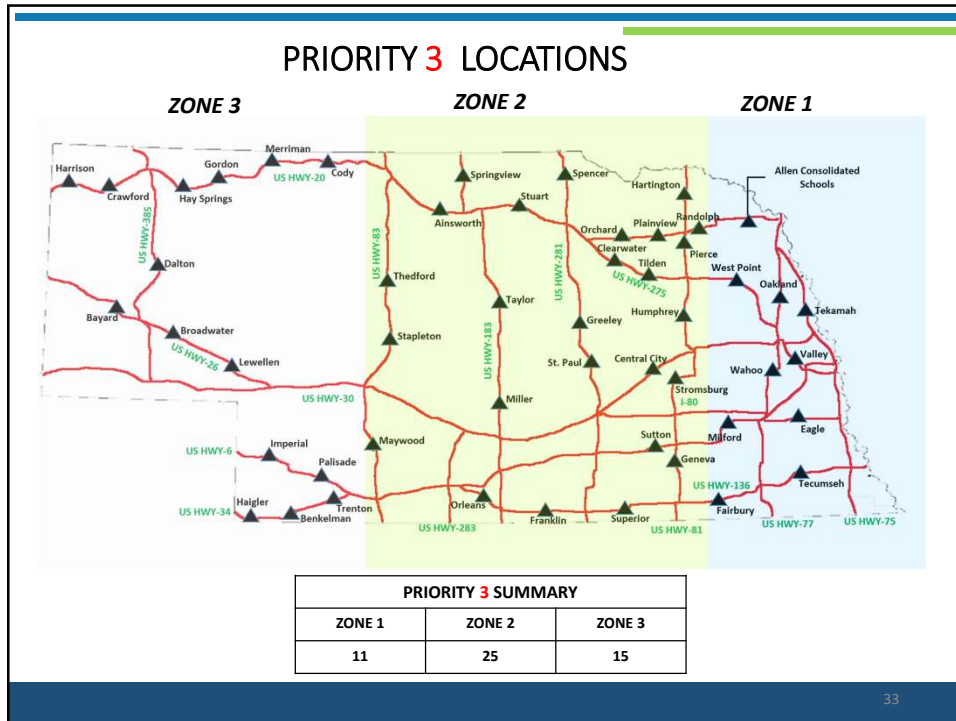 PRIORITY 3 LOCATIONS
ZONE 3
ZONE 2
ZONE 1
Harrison
Crawford
Hay Springs
Gordon
Merriman
Cody
US HWY-20
US HWY-385
Dalton
Bayard
Broadwater
US HWY-26
Lewellen
US HWY-30
US HWY-6
Imperial
Palisade
Haigler
US HWY-34
Benkelman
Trenton
Springview
Spencer
Stuart
Ainsworth
US HWY-83
Thedford
Stapleton
Taylor
US HWY-183
Miller
Maywood
Orleans
US HWY-283
Franklin
Superior
US HWY-281
Greeley
St. Paul
Central City
Hartington
Orchard
Plainview
Randolph
Clearwater
Tilden
Pierce
US HWY-275
Humphrey
Stromsburg
I-80
Sutton
Geneva
US HWY-81
Allen Consolidated
Schools
West Point
Oakland
Tekamah
Valley
Wahoo
Milford
Eagle
US HWY-136
Tecumseh
Fairbury
US HWY-77
US HWY-75
PRIORITY 3 SUMMARY
ZONE 1 ZONE 2 ZONE 3
11 25 15
33